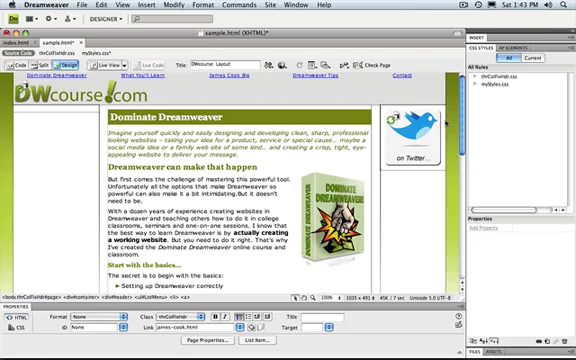 Dreamweaver File Edit View Insert Modify Format Commands Site Window Help
Sat 1:43 PM
Dw DESIGNER
sample.html (XHTML)*
index.html sample.html* myStyles.css*
Source Code thrColFixHdr.css
Code Split Design Live View Live Code Title: DWcourse: Layout Check Page
Dominate Dreamweaver What You'll Learn James Cook Bio Dreamweaver Tips Contact
DWcourse!com
Dominate Dreamweaver
Imagine yourself quickly and easily designing and developing clean, sharp, professional
looking websites – taking your idea for a product, service or special cause... maybe a
social media idea or a family web site of some kind... and creating a crisp, tight, eye-
appealing website to deliver your message.
Dreamweaver can make that happen
But first comes the challenge of mastering this powerful tool.
Unfortunately all the options that make Dreamweaver so
powerful can also make it a bit intimidating.But it doesn't
need to be.
With a dozen years of experience creating websites in
Dreamweaver and teaching others how to do it in college
classrooms, seminars and one-on-one sessions. I know that
the best way to learn Dreamweaver is by actually creating
a working website. But you need to do it right. That's why
I've created the Dominate Dreamweaver online course and
classroom.
Start with the basics...
The secret is to begin with the basics:
Setting up Dreamweaver correctly
DOMINATE
DREAMWEAVER
on Twitter...
<body.thrColFixHdr#page> <div#container> <div#uMenu>
100% 1035 x 491 45K / 7 sec Unicode 5.0 UTF-8
PROPERTIES
HTML
CSS
Format None Class thrColFixHdr B I Title
ID None Link james-cook.html Target
Page Properties... List Item...
INSERT
CSS STYLES AP ELEMENTS
All Current
All Rules
thrColFixHdr.css
myStyles.css
Properties
Add Property